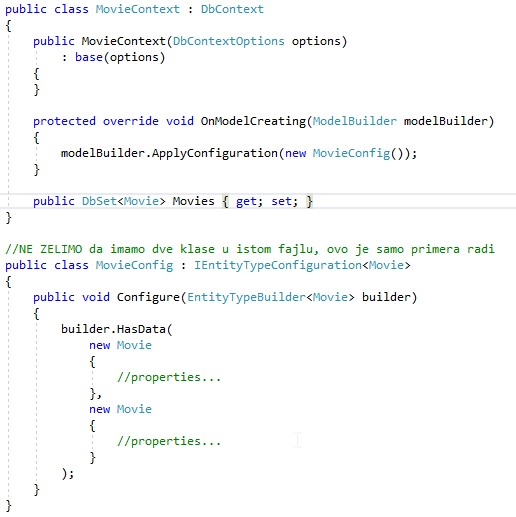 public class MovieContext : DbContext
{
    public MovieContext(DbContextOptions options)
        : base(options)
    {
    }

    protected override void OnModelCreating(ModelBuilder modelBuilder)
    {
        modelBuilder.ApplyConfiguration(new MovieConfig());
    }

    public DbSet<Movie> Movies { get; set; }
}

//NE ZELIMO da imamo dve klase u istom fajlu, ovo je samo primera radi
public class MovieConfig : IEntityTypeConfiguration<Movie>
{
    public void Configure(EntityTypeBuilder<Movie> builder)
    {
        builder.HasData(
            new Movie
            {
                //properties...
            },
            new Movie
            {
                //properties...
            }
        );
    }
}